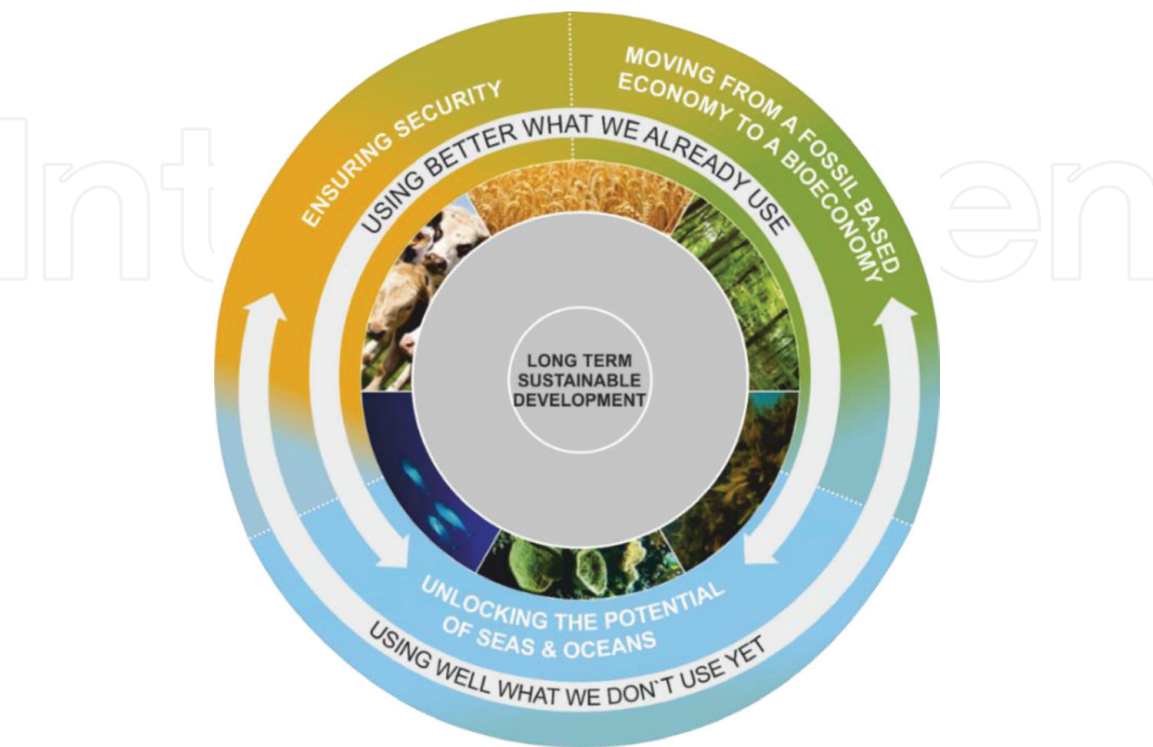 ENSURING SECURITY
MOVING FROM A FOSSIL BASED
ECONOMY TO A BIOECONOMY
USING BETTER WHAT WE ALREADY USE
LONG TERM
SUSTAINABLE
DEVELOPMENT
UNLOCKING THE POTENTIAL
OF SEAS & OCEANS
USING WELL WHAT WE DON`T USE YET